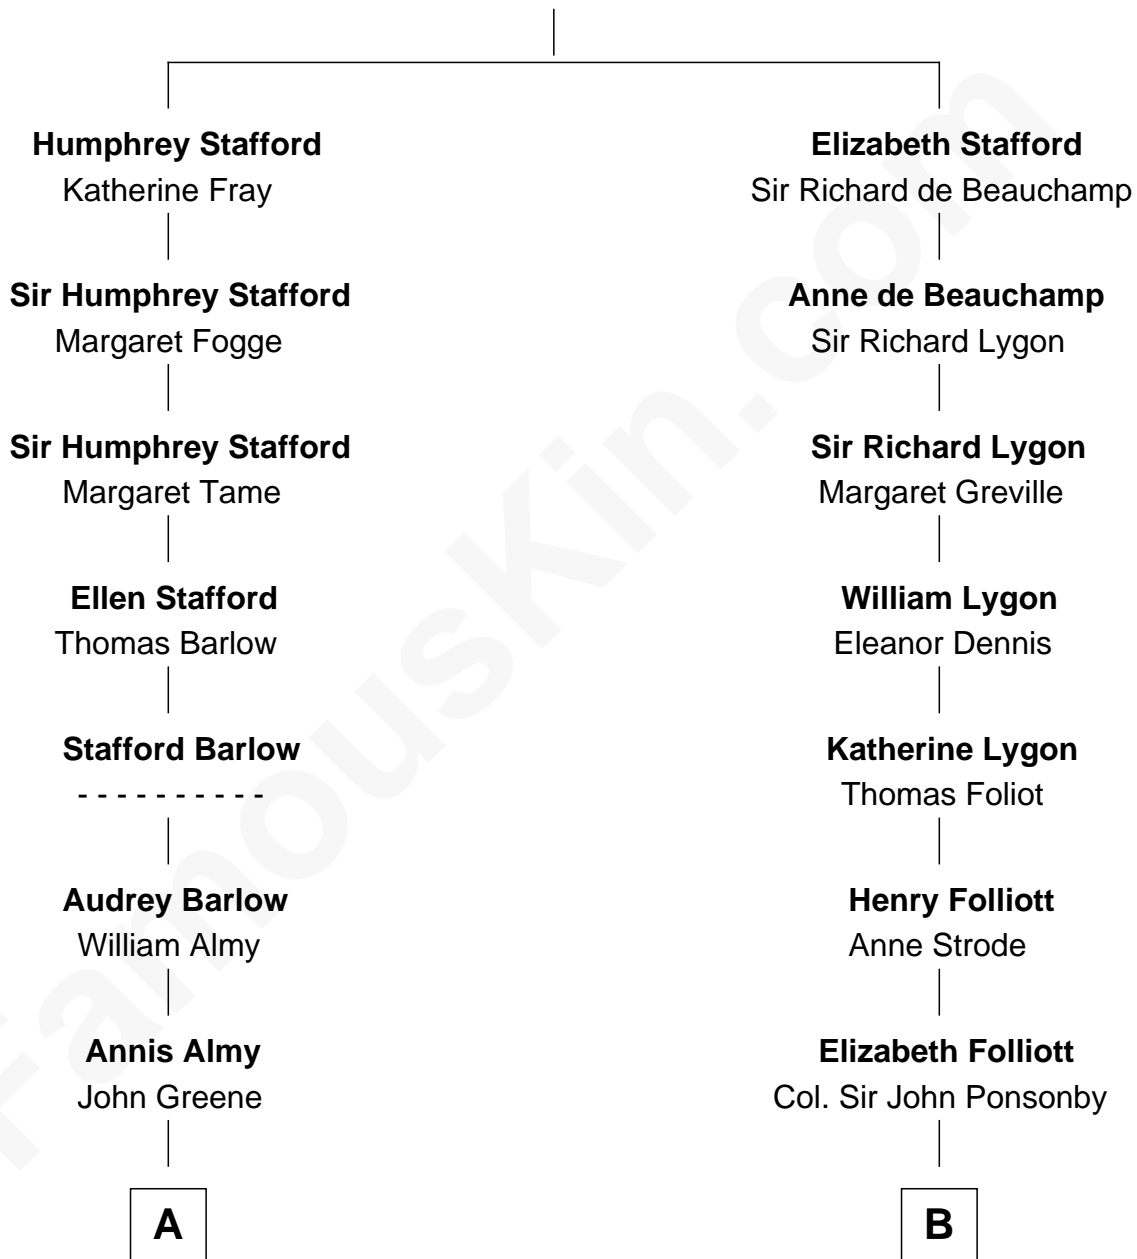 Humphrey Stafford
Katherine Fray
Sir Humphrey Stafford
Margaret Fogge
Sir Humphrey Stafford
Margaret Tame
Ellen Stafford
Thomas Barlow
Stafford Barlow
- - - - - - - - - -
Audrey Barlow
William Almy
Annis Almy
John Greene
A
Elizabeth Stafford
Sir Richard de Beauchamp
Anne de Beauchamp
Sir Richard Lygon
Sir Richard Lygon
Margaret Greville
William Lygon
Eleanor Dennis
Katherine Lygon
Thomas Foliot
Henry Folliott
Anne Strode
Elizabeth Folliott
Col. Sir John Ponsonby
B
FamousKin.com